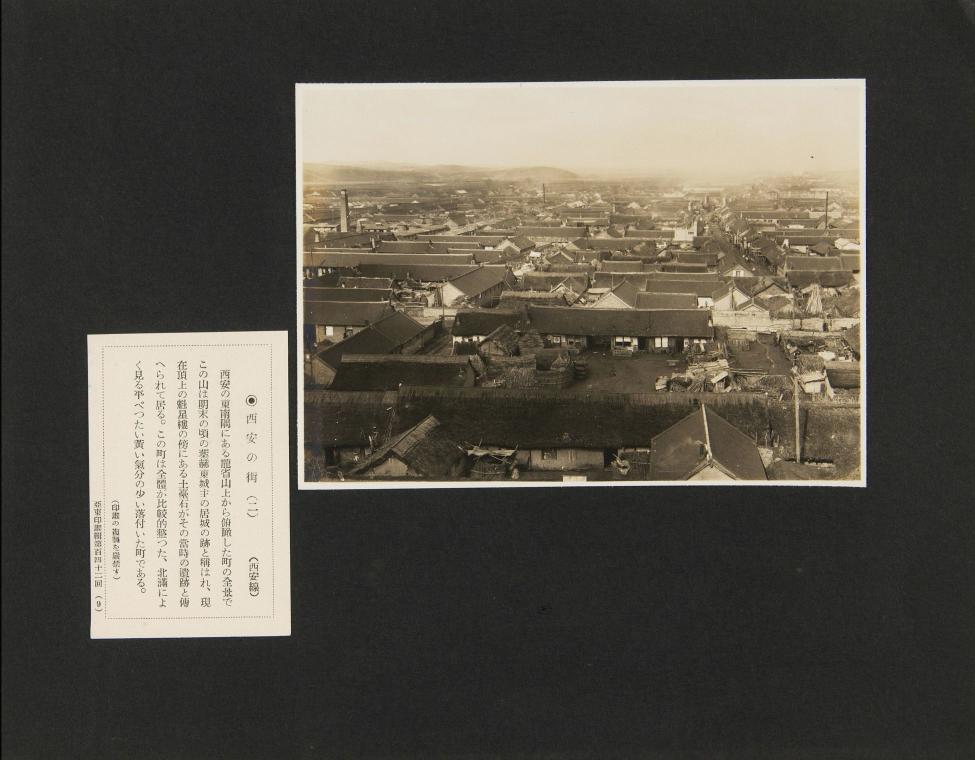 ◉西安の街（二） （西安線）
西安の東南隅にある龍首山上から俯瞰した町の全景で
この山は明末の頃の葉赫東城主の居城の跡と稱はれ、現
在頂上の魁星樓の傍にある土臺石がその當時の遺跡と傳
へられて居る。この町は全體が比較的整つた、北滿によ
く見る平べつたい黃い氣分の少い落付いた町である。
（印畫の複製を嚴禁す）
亞東印畫輯第百四十二回（9）